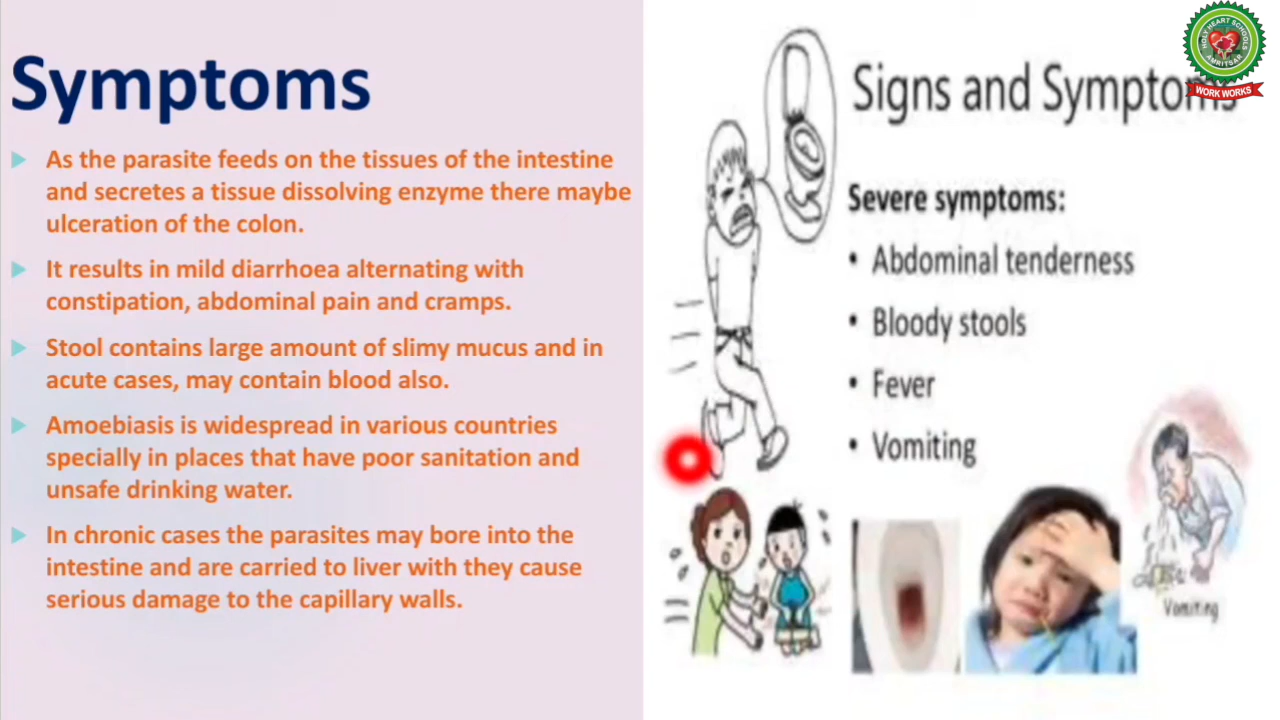 Symptoms
As the parasite feeds on the tissues of the intestine
and secretes a tissue dissolving enzyme there maybe
ulceration of the colon.
It results in mild diarrhoea alternating with
constipation, abdominal pain and cramps.
Stool contains large amount of slimy mucus and in
acute cases, may contain blood also.
Amoebiasis is widespread in various countries
specially in places that have poor sanitation and
unsafe drinking water.
In chronic cases the parasites may bore into the
intestine and are carried to liver with they cause
serious damage to the capillary walls.
Signs and Symptoms
Severe symptoms:
• Abdominal tenderness
• Bloody stools
• Fever
• Vomiting
Vomiting
HOLY HEART SCHOOLS
AMRITSAR
WORK WORKS